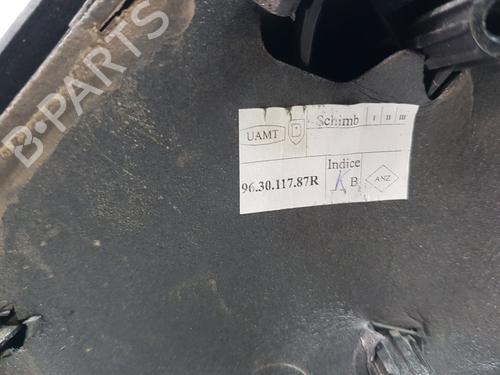 B-PARTS
UAMT
Schimb I II III
96.30.117.87R
Indice
B
ANZ